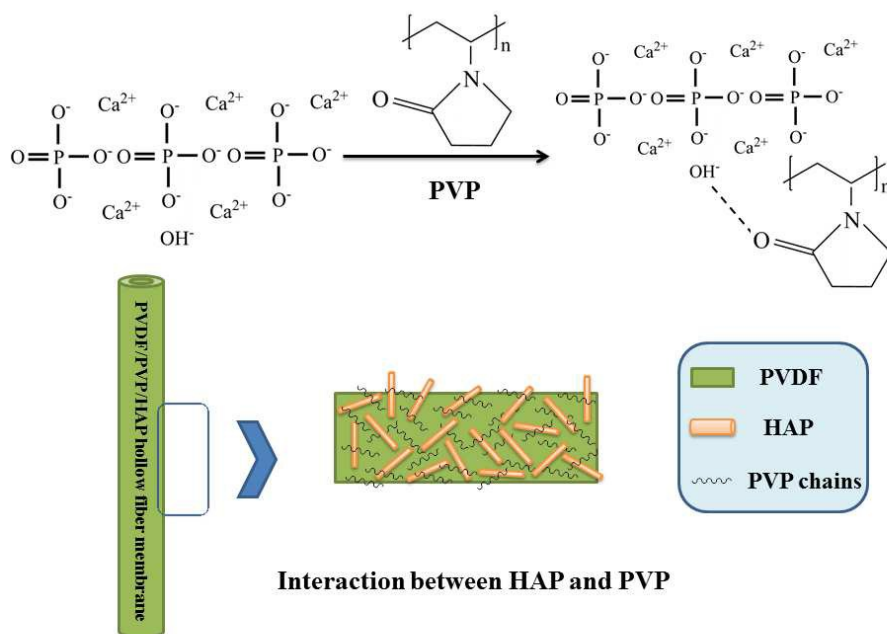 n
O⁻ Ca²⁺ O⁻ Ca²⁺ O⁻ Ca²⁺
O N
O=P—O⁻ O=P—O⁻ O=P—O⁻
O⁻ Ca²⁺ O⁻ Ca²⁺ O⁻
OH⁻
PVP
Ca²⁺ O⁻ Ca²⁺ O⁻ Ca²⁺ O⁻
O=P—O⁻ O=P—O⁻ O=P—O⁻
O⁻ Ca²⁺ O⁻ Ca²⁺ O⁻
OH⁻
n
N
O
PVDF/PVP/HAP hollow fiber membrane
PVDF
HAP
PVP chains
Interaction between HAP and PVP